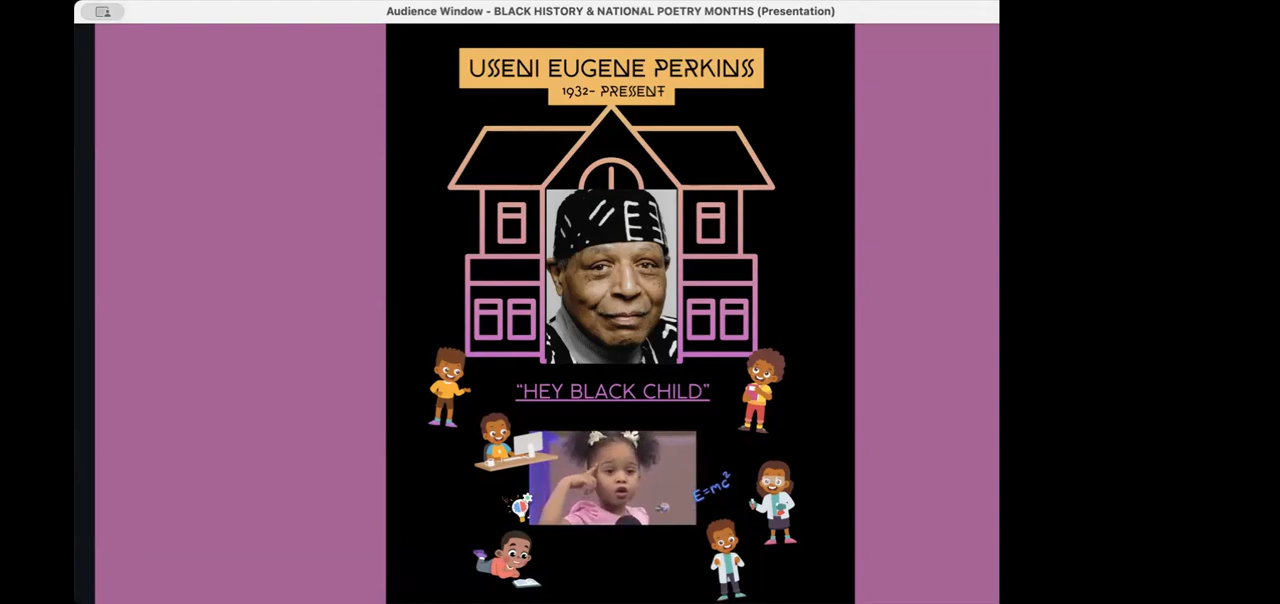 Audience Window - BLACK HISTORY & NATIONAL POETRY MONTHS (Presentation)
USSENI EUGENE PERKINS
1932- PRESENT
"HEY BLACK CHILD"
E=mc²